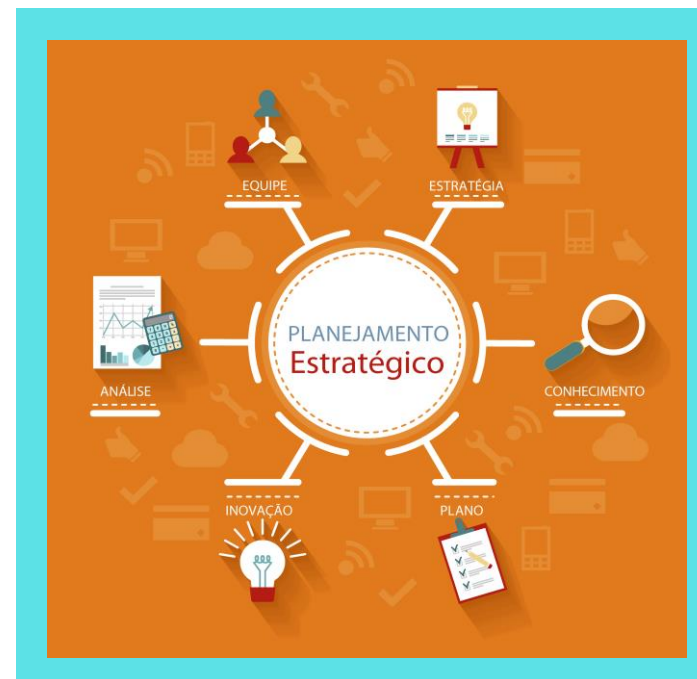 EQUIPE
ESTRATÉGIA
PLANEJAMENTO
Estratégico
ANÁLISE
CONHECIMENTO
INOVAÇÃO
PLANO